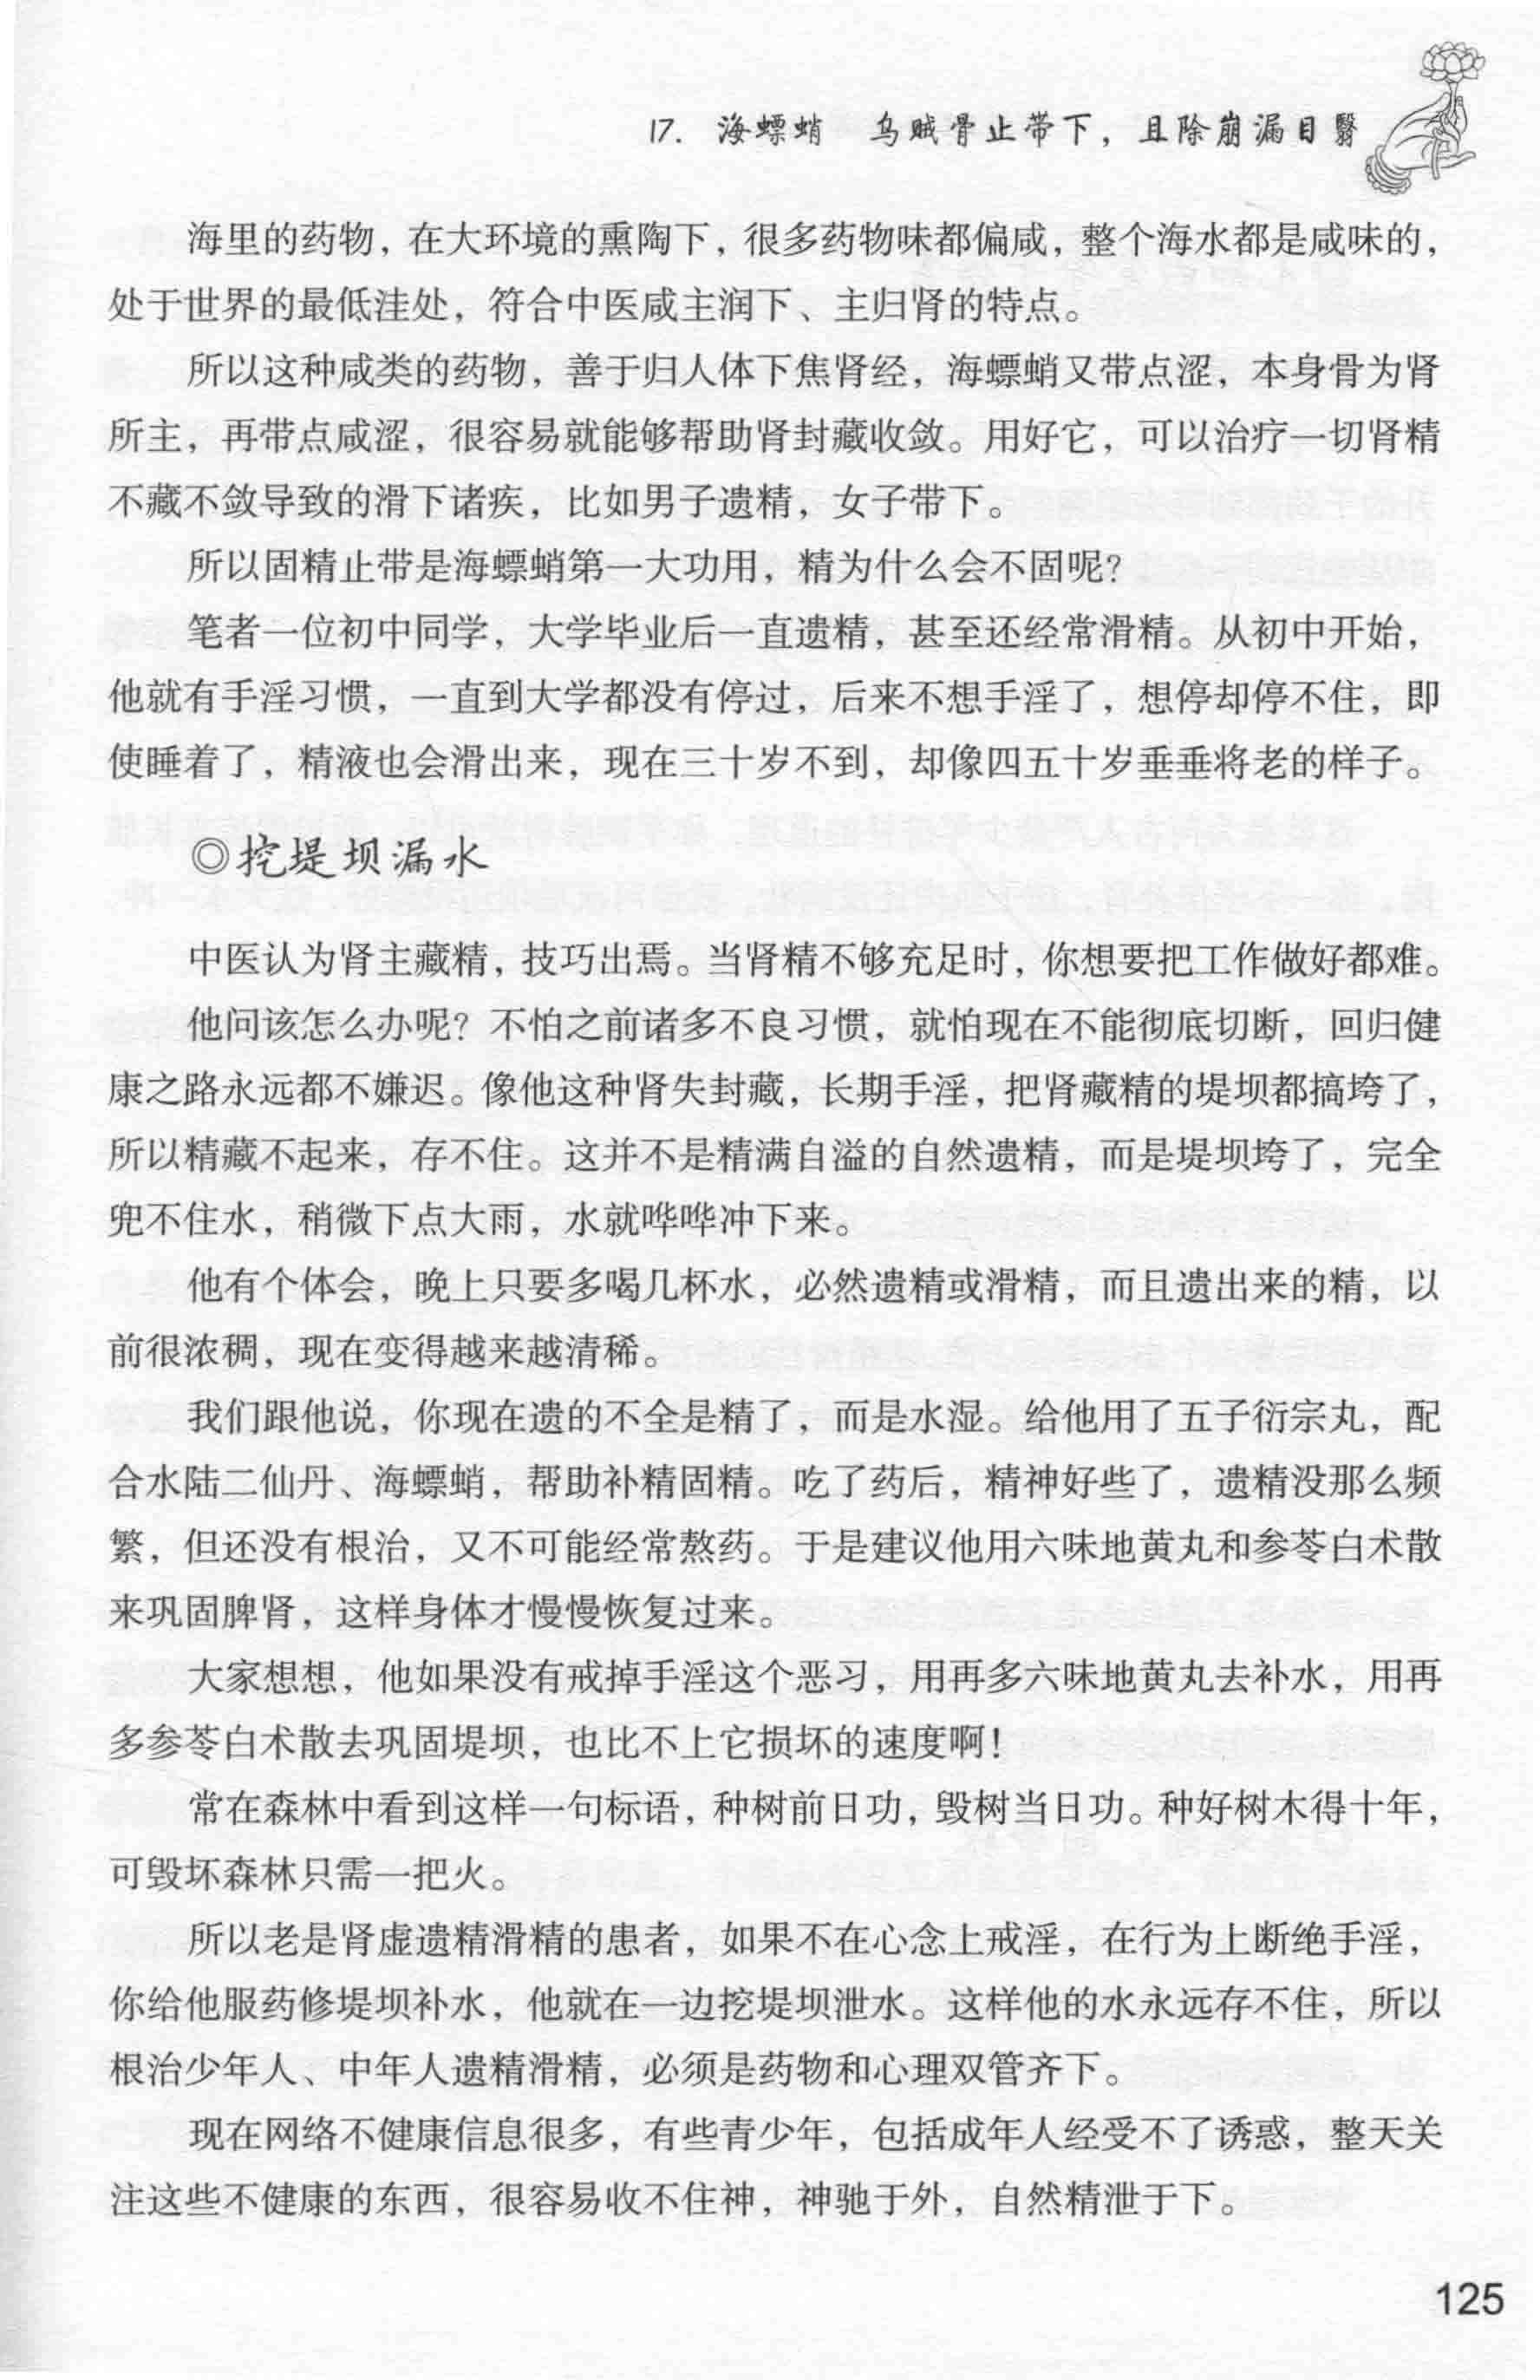 17. 海螵蛸　乌贼骨止带下，且除崩漏目翳
海里的药物，在大环境的熏陶下，很多药物味都偏咸，整个海水都是咸味的，
处于世界的最低洼处，符合中医咸主润下、主归肾的特点。
所以这种咸类的药物，善于归人体下焦肾经，海螵蛸又带点涩，本身骨为肾
所主，再带点咸涩，很容易就能够帮助肾封藏收敛。用好它，可以治疗一切肾精
不藏不敛导致的滑下诸疾，比如男子遗精，女子带下。
所以固精止带是海螵蛸第一大功用，精为什么会不固呢？
笔者一位初中同学，大学毕业后一直遗精，甚至还经常滑精。从初中开始，
他就有手淫习惯，一直到大学都没有停过，后来不想手淫了，想停却停不住，即
使睡着了，精液也会滑出来，现在三十岁不到，却像四五十岁垂垂将老的样子。
◎挖堤坝漏水
中医认为肾主藏精，技巧出焉。当肾精不够充足时，你想要把工作做好都难。
他问该怎么办呢？不怕之前诸多不良习惯，就怕现在不能彻底切断，回归健
康之路永远都不嫌迟。像他这种肾失封藏，长期手淫，把肾藏精的堤坝都搞垮了，
所以精藏不起来，存不住。这并不是精满自溢的自然遗精，而是堤坝垮了，完全
兜不住水，稍微下点大雨，水就哗哗冲下来。
他有个体会，晚上只要多喝几杯水，必然遗精或滑精，而且遗出来的精，以
前很浓稠，现在变得越来越清稀。
我们跟他说，你现在遗的不全是精了，而是水湿。给他用了五子衍宗丸，配
合水陆二仙丹、海螵蛸，帮助补精固精。吃了药后，精神好些了，遗精没那么频
繁，但还没有根治，又不可能经常熬药。于是建议他用六味地黄丸和参苓白术散
来巩固脾肾，这样身体才慢慢恢复过来。
大家想想，他如果没有戒掉手淫这个恶习，用再多六味地黄丸去补水，用再
多参苓白术散去巩固堤坝，也比不上它损坏的速度啊！
常在森林中看到这样一句标语，种树前日功，毁树当日功。种好树木得十年，
可毁坏森林只需一把火。
所以老是肾虚遗精滑精的患者，如果不在心念上戒淫，在行为上断绝手淫，
你给他服药修堤坝补水，他就在一边挖堤坝泄水。这样他的水永远存不住，所以
根治少年人、中年人遗精滑精，必须是药物和心理双管齐下。
现在网络不健康信息很多，有些青少年，包括成年人经受不了诱惑，整天关
注这些不健康的东西，很容易收不住神，神驰于外，自然精泄于下。
125